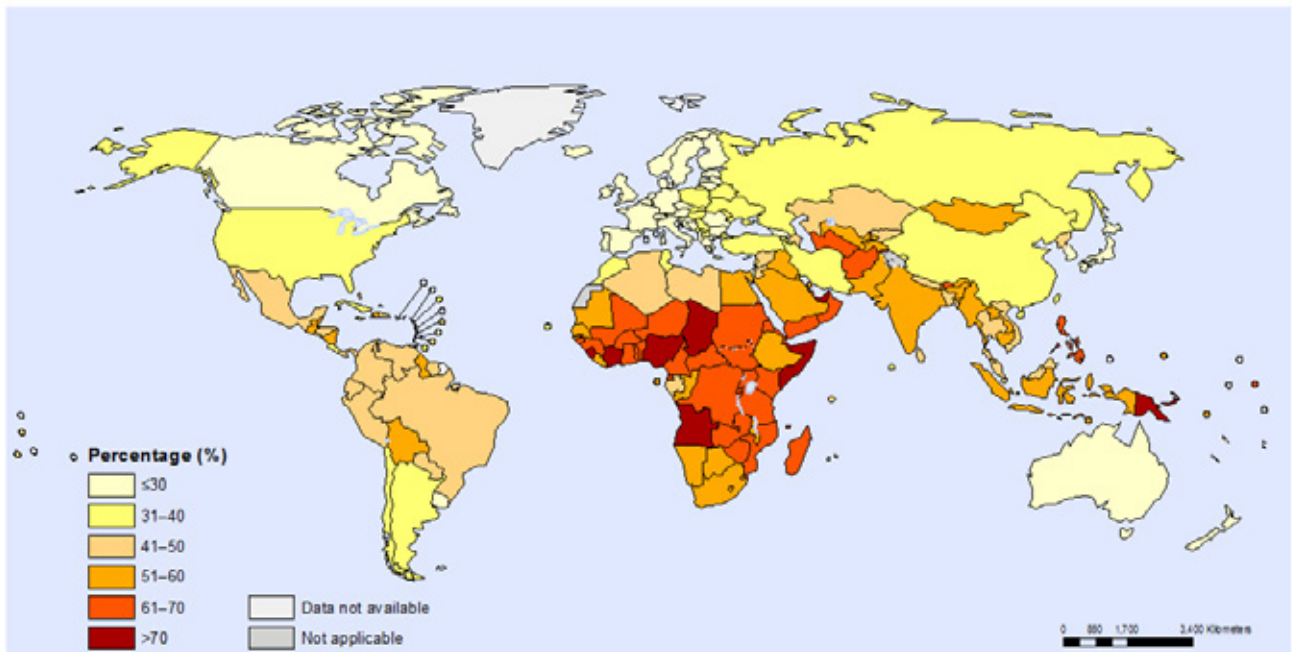 Percentage (%)
≤30
31–40
41–50
51–60
61–70
>70
Data not available
Not applicable
0 850 1,700 3,400 Kilometers